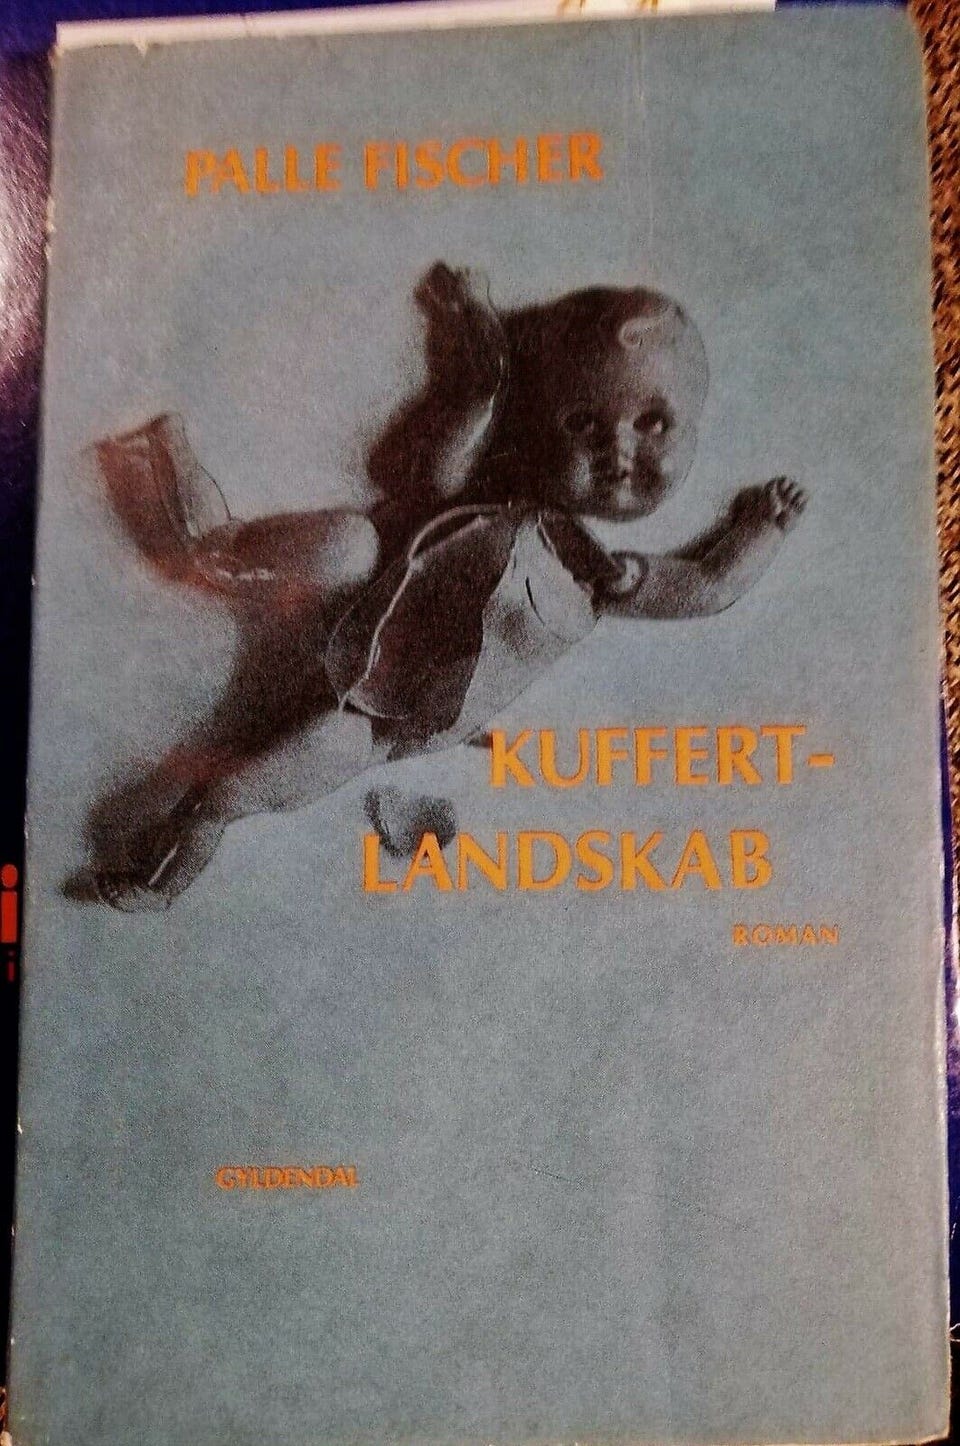 PALLE FISCHER
KUFFERT-
LANDSKAB
ROMAN
GYLDENDAL